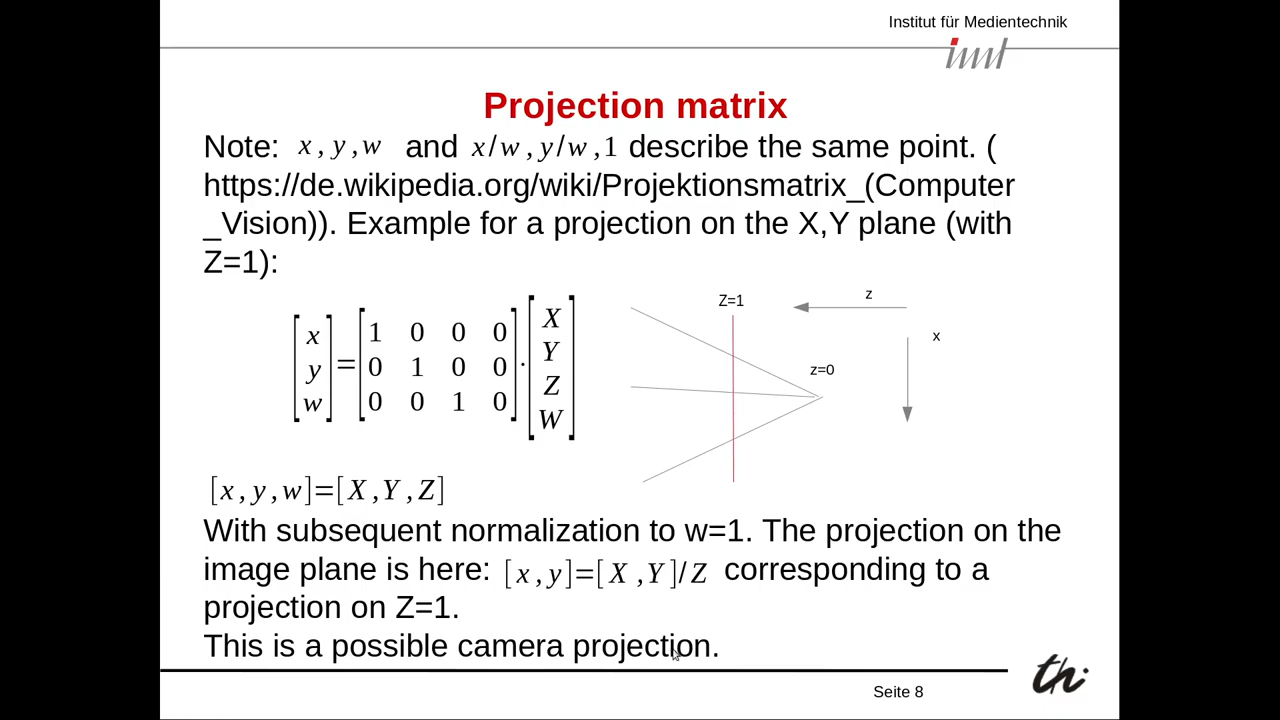 Institut für Medientechnik
iml
Projection matrix
Note: x, y, w and x/w, y/w, 1 describe the same point. (
https://de.wikipedia.org/wiki/Projektionsmatrix_(Computer
_Vision)). Example for a projection on the X,Y plane (with
Z=1):
[x y w] = [1 0 0 0
0 1 0 0
0 0 1 0] · [X Y Z W]
Z=1
z
x
z=0
[x, y, w]=[X, Y, Z]
With subsequent normalization to w=1. The projection on the
image plane is here: [x, y]=[X, Y]/Z corresponding to a
projection on Z=1.
This is a possible camera projection.
Seite 8
th